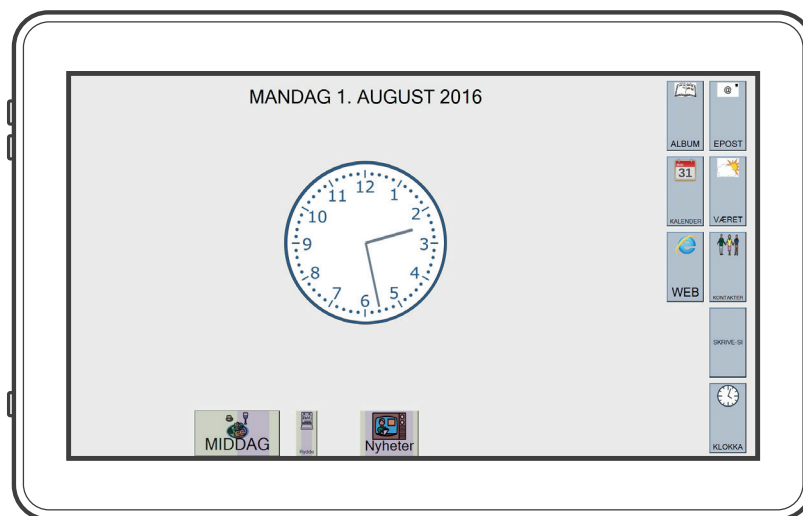 MANDAG 1. AUGUST 2016
12
1
2
3
4
5
6
7
8
9
10
11
ALBUM
@
EPOST
31
KALENDER
VÆRET
WEB
KONTAKTER
SKRIVE-SI
KLOKKA
MIDDAG
Rydde
Nyheter